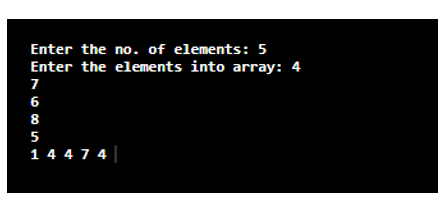 Enter the no. of elements: 5
Enter the elements into array: 4
7
6
8
5
1 4 4 7 4